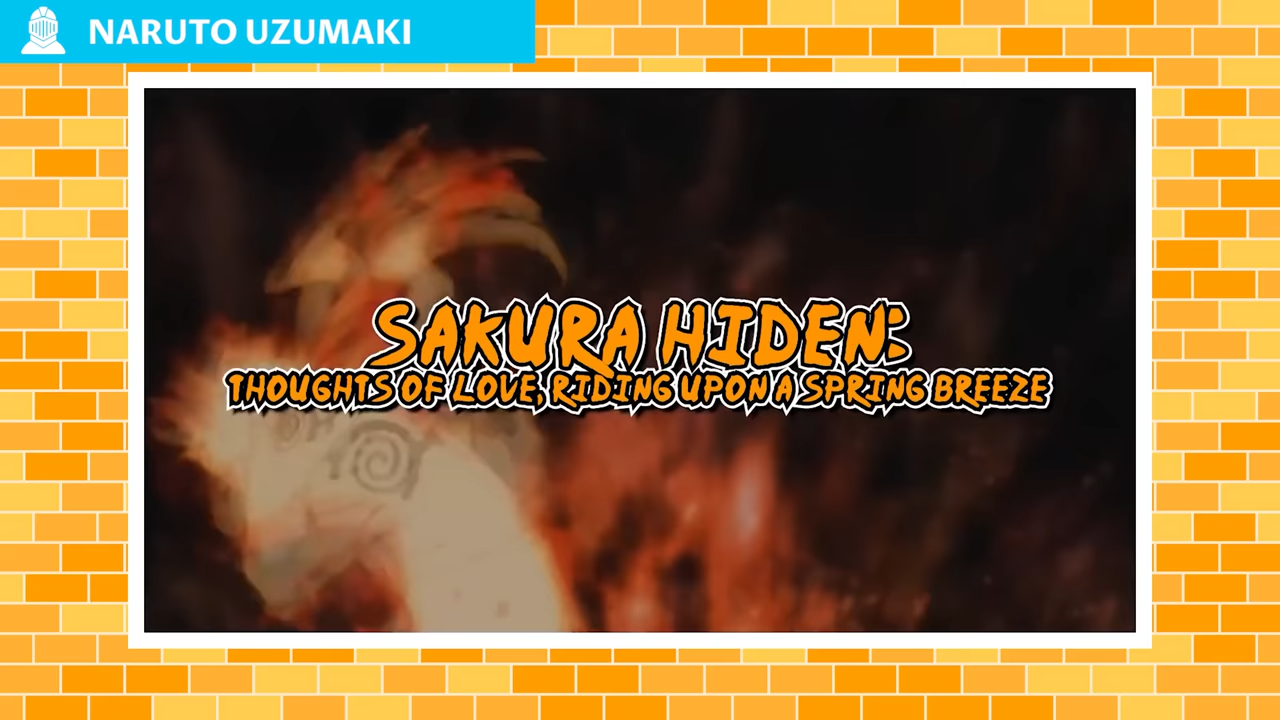 NARUTO UZUMAKI
SAKURA HIDEN:
THOUGHTS OF LOVE, RIDING UPON A SPRING BREEZE